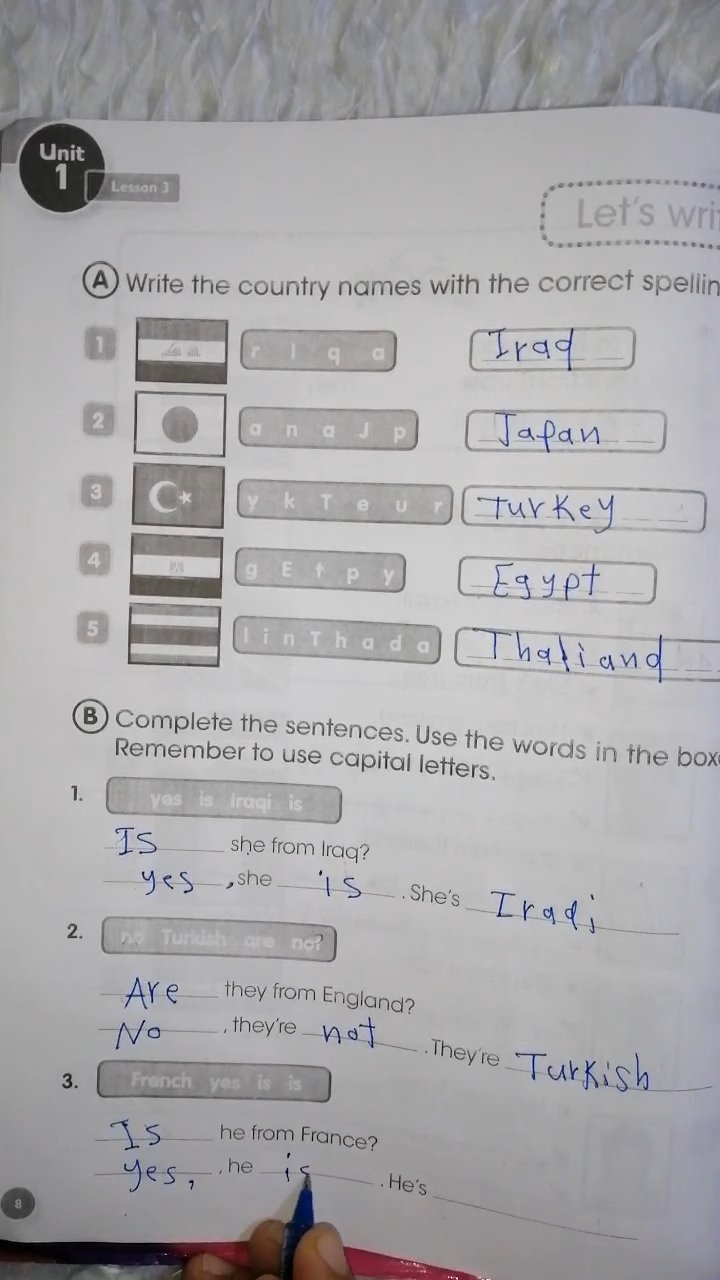 Unit
1
Lesson 3
Let's wri
A Write the country names with the correct spellin
1 r I q a Iraq
2 a n a J p Japan
3 y k T e u r Turkey
4 g E t p y Egypt
5 l i n T h a d a Thaliand
B Complete the sentences. Use the words in the box
Remember to use capital letters.
1. yes is Iraqi is
IS she from Iraq?
yes , she is . She's Iraqi
2. no Turkish are not
Are they from England?
No , they're not . They're Turkish
3. French yes is is
Is he from France?
yes, , he is . He's
8